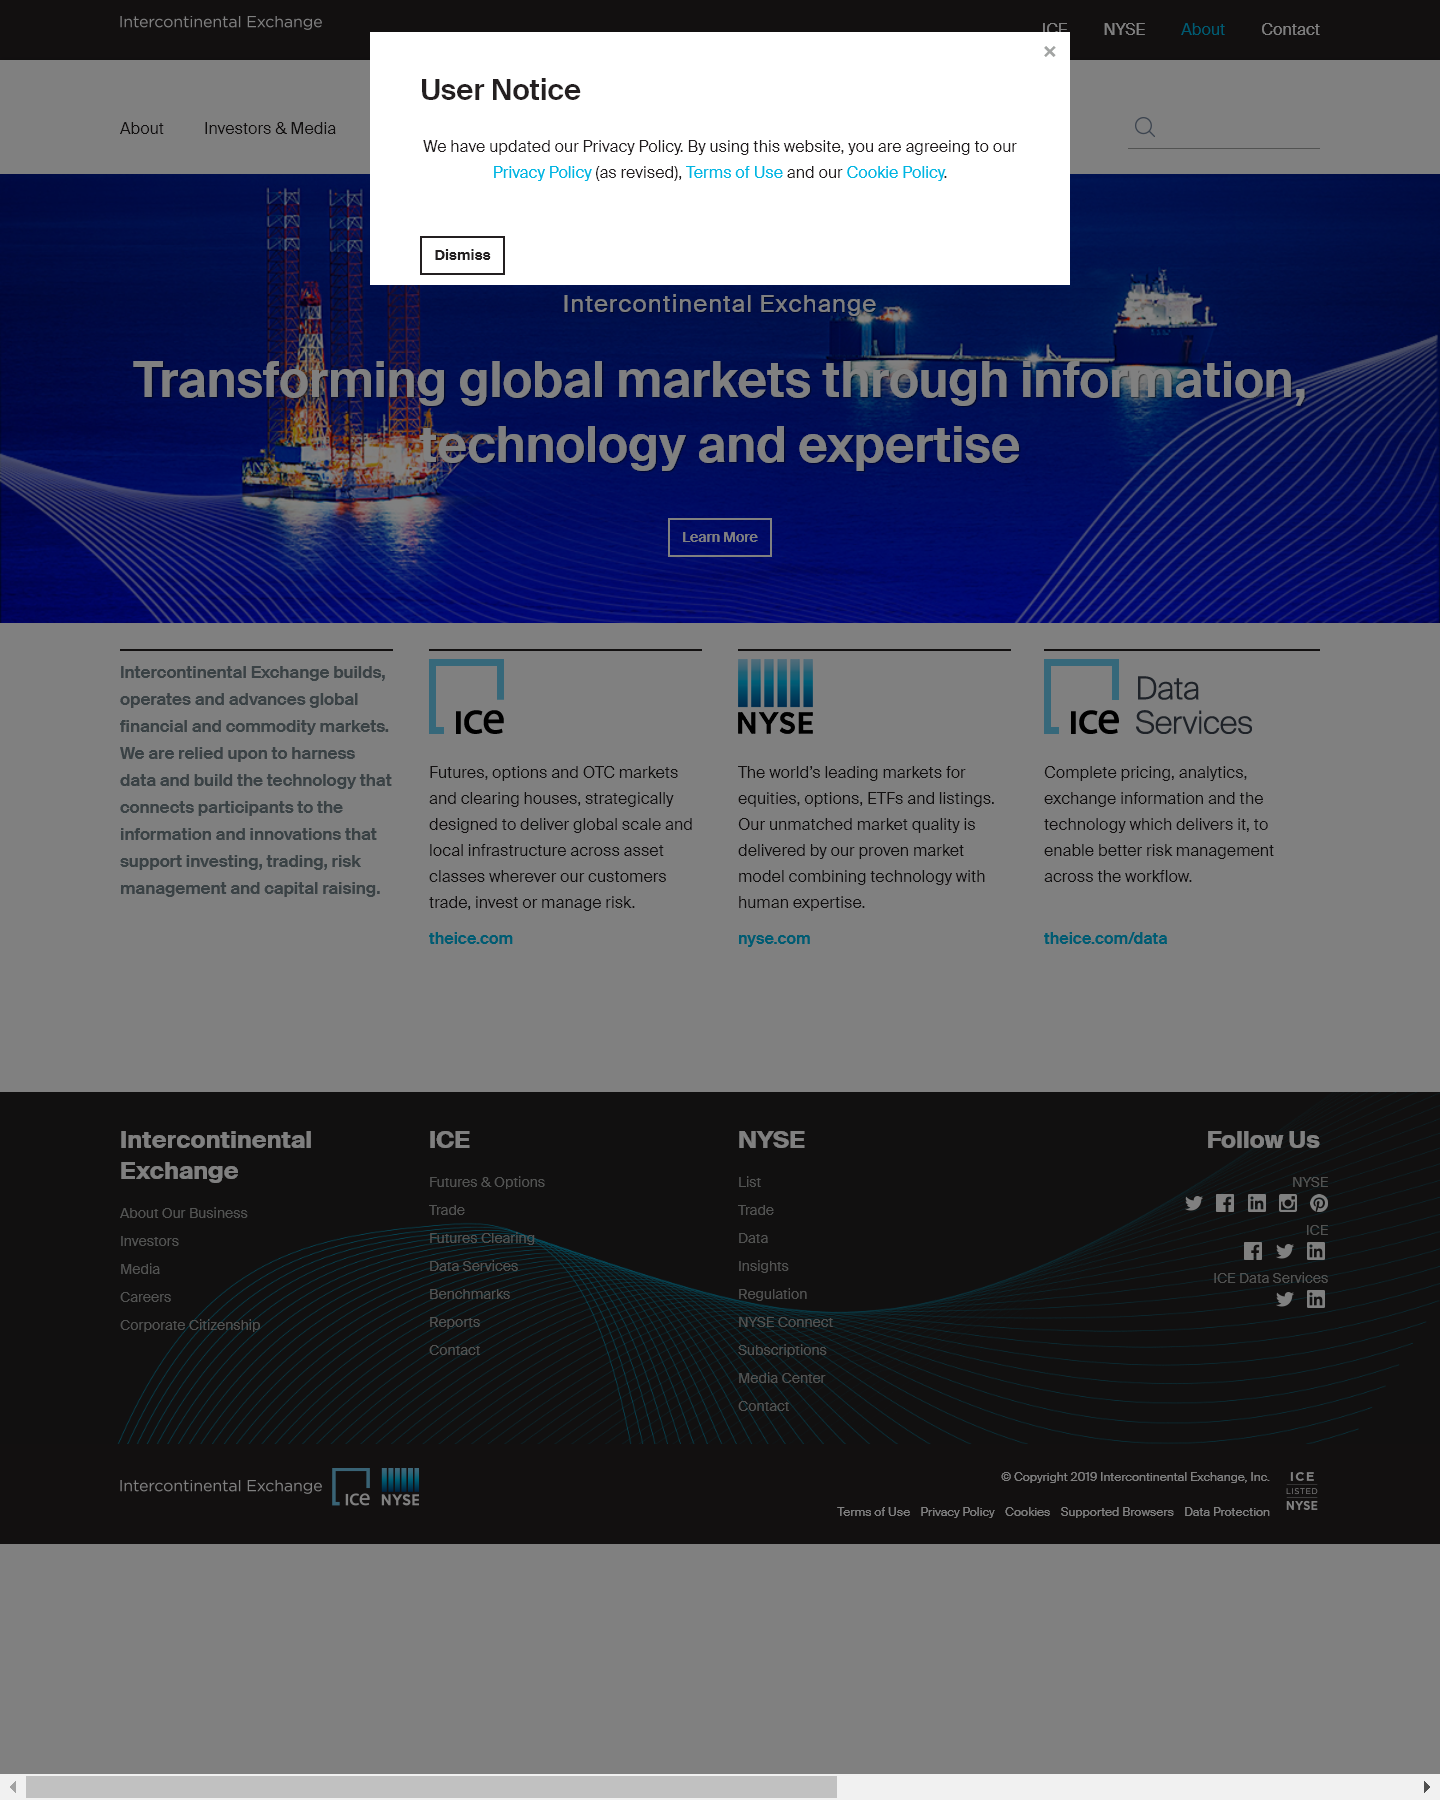 Intercontinental Exchange
ICE NYSE About Contact
×
User Notice
We have updated our Privacy Policy. By using this website, you are agreeing to our
Privacy Policy (as revised), Terms of Use and our Cookie Policy.
Dismiss
About Investors & Media
Intercontinental Exchange
Transforming global markets through information,
technology and expertise
Learn More
Intercontinental Exchange builds,
operates and advances global
financial and commodity markets.
We are relied upon to harness
data and build the technology that
connects participants to the
information and innovations that
support investing, trading, risk
management and capital raising.
ice
Futures, options and OTC markets
and clearing houses, strategically
designed to deliver global scale and
local infrastructure across asset
classes wherever our customers
trade, invest or manage risk.
theice.com
NYSE
The world’s leading markets for
equities, options, ETFs and listings.
Our unmatched market quality is
delivered by our proven market
model combining technology with
human expertise.
nyse.com
ice Data
Services
Complete pricing, analytics,
exchange information and the
technology which delivers it, to
enable better risk management
across the workflow.
theice.com/data
Intercontinental
Exchange
About Our Business
Investors
Media
Careers
Corporate Citizenship
ICE
Futures & Options
Trade
Futures Clearing
Data Services
Benchmarks
Reports
Contact
NYSE
List
Trade
Data
Insights
Regulation
NYSE Connect
Subscriptions
Media Center
Contact
Follow Us
NYSE
ICE
ICE Data Services
Intercontinental Exchange ice NYSE
© Copyright 2019 Intercontinental Exchange, Inc.
Terms of Use Privacy Policy Cookies Supported Browsers Data Protection
ICE
LISTED
NYSE